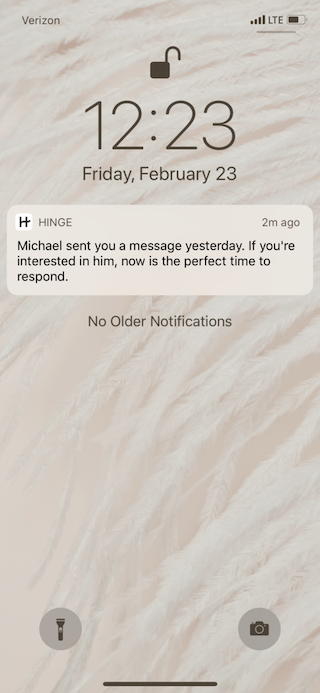 Verizon
LTE
12:23
Friday, February 23
HINGE
2m ago
Michael sent you a message yesterday. If you're
interested in him, now is the perfect time to
respond.
No Older Notifications